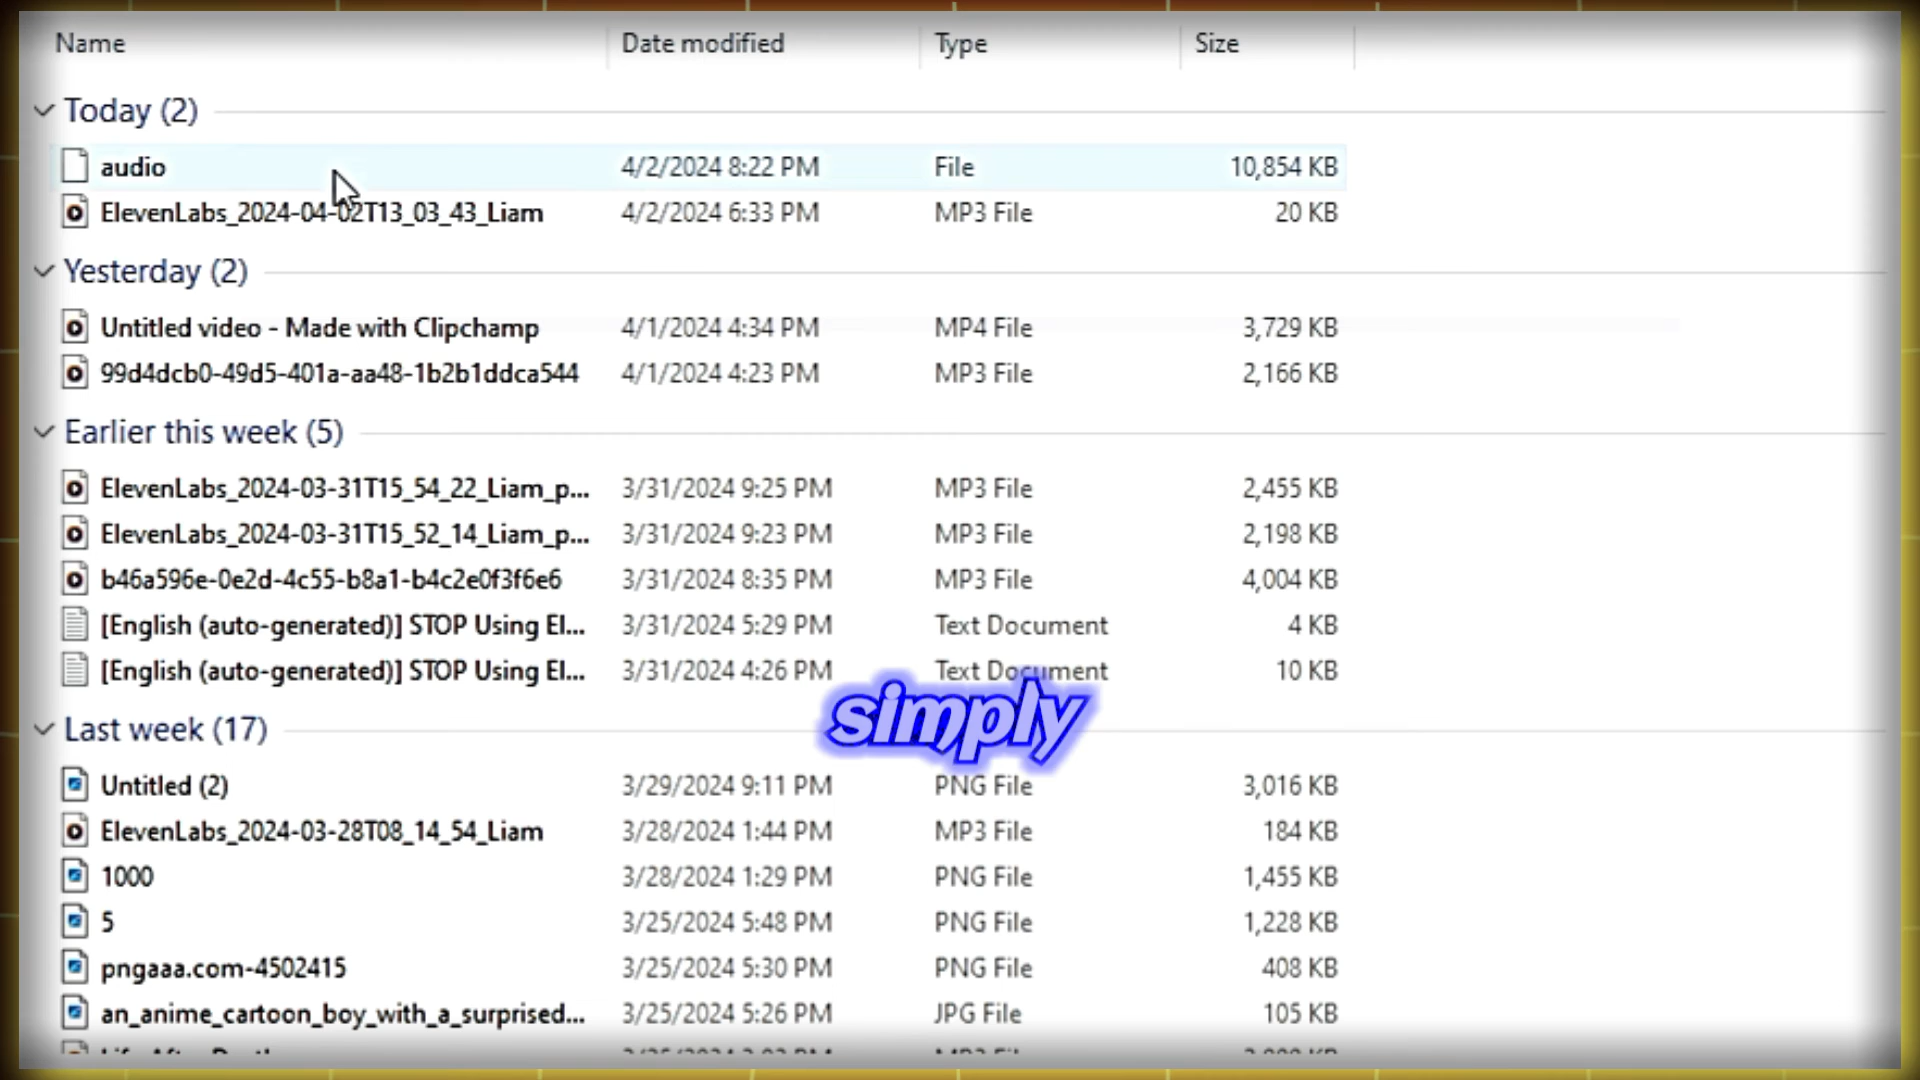 Name Date modified Type Size
Today (2)
audio 4/2/2024 8:22 PM File 10,854 KB
ElevenLabs_2024-04-02T13_03_43_Liam 4/2/2024 6:33 PM MP3 File 20 KB
Yesterday (2)
Untitled video - Made with Clipchamp 4/1/2024 4:34 PM MP4 File 3,729 KB
99d4dcb0-49d5-401a-aa48-1b2b1ddca544 4/1/2024 4:23 PM MP3 File 2,166 KB
Earlier this week (5)
ElevenLabs_2024-03-31T15_54_22_Liam_p... 3/31/2024 9:25 PM MP3 File 2,455 KB
ElevenLabs_2024-03-31T15_52_14_Liam_p... 3/31/2024 9:23 PM MP3 File 2,198 KB
b46a596e-0e2d-4c55-b8a1-b4c2e0f3f6e6 3/31/2024 8:35 PM MP3 File 4,004 KB
[English (auto-generated)] STOP Using El... 3/31/2024 5:29 PM Text Document 4 KB
[English (auto-generated)] STOP Using El... 3/31/2024 4:26 PM Text Document 10 KB
simply
Last week (17)
Untitled (2) 3/29/2024 9:11 PM PNG File 3,016 KB
ElevenLabs_2024-03-28T08_14_54_Liam 3/28/2024 1:44 PM MP3 File 184 KB
1000 3/28/2024 1:29 PM PNG File 1,455 KB
5 3/25/2024 5:48 PM PNG File 1,228 KB
pngaaa.com-4502415 3/25/2024 5:30 PM PNG File 408 KB
an_anime_cartoon_boy_with_a_surprised... 3/25/2024 5:26 PM JPG File 105 KB